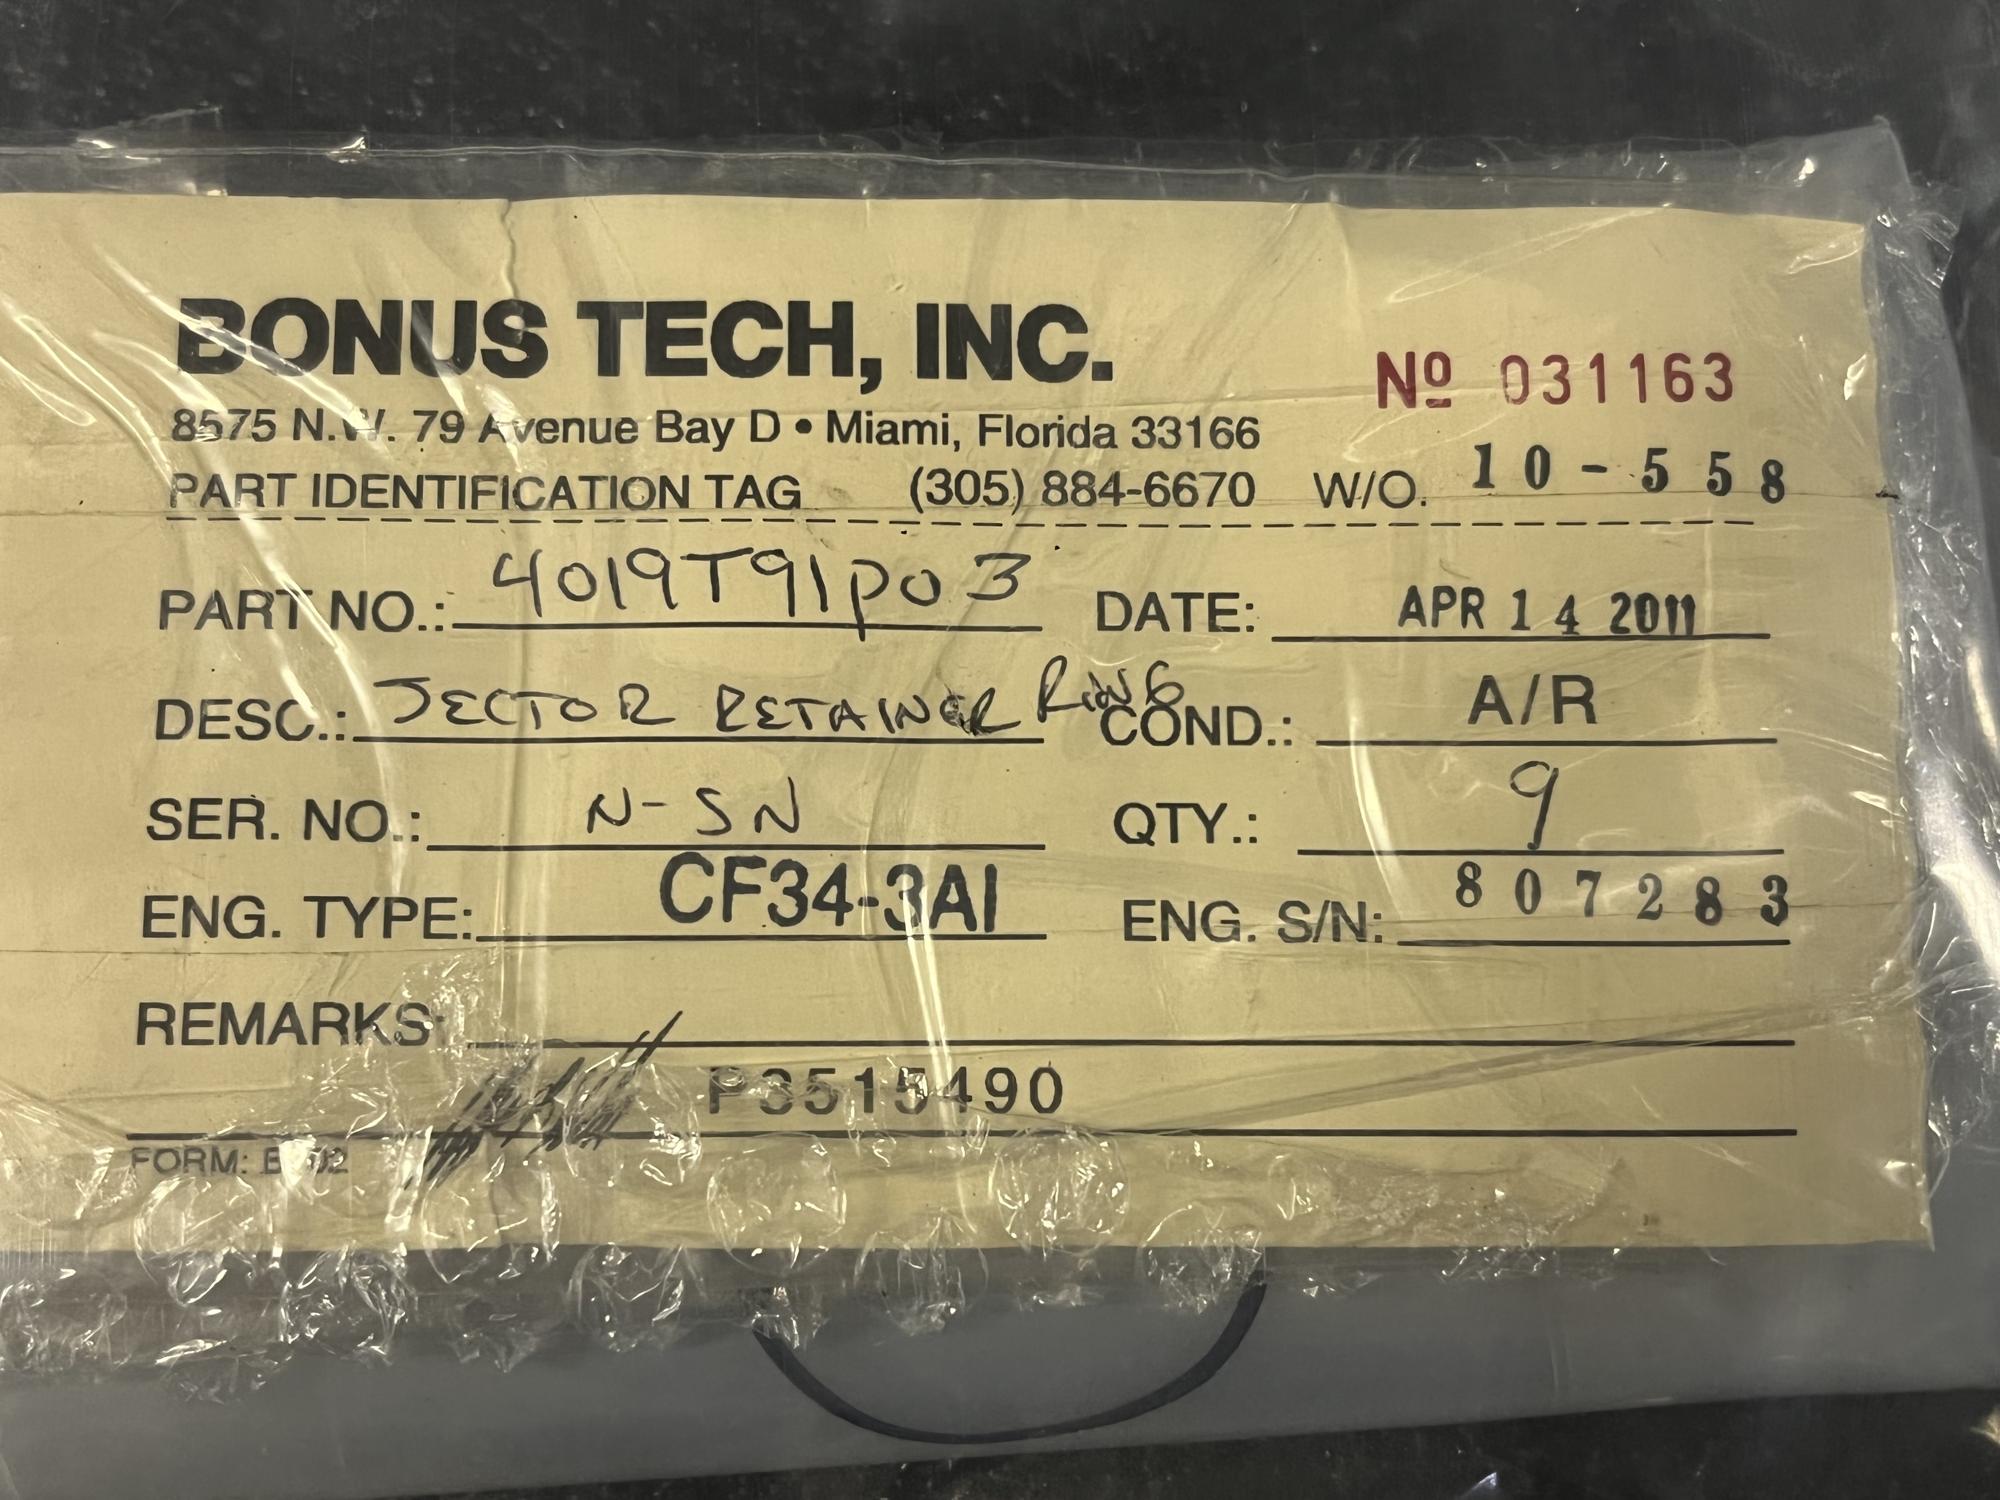 BONUS TECH, INC.
Nº 031163
8575 N.W. 79 Avenue Bay D • Miami, Florida 33166
PART IDENTIFICATION TAG (305) 884-6670 W/O. 10-558
PART NO.: 4019T91P03 DATE: APR 14 2011
DESC.: SECTOR RETAINER RING COND.: A/R
SER. NO.: N-SN QTY.: 9
ENG. TYPE: CF34-3A1 ENG. S/N: 807283
REMARKS:
P3515490
FORM: